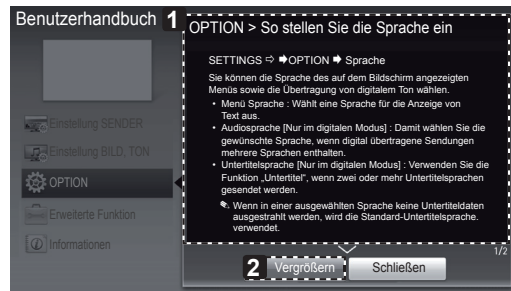 Benutzerhandbuch
1
OPTION > So stellen Sie die Sprache ein
SETTINGS ⇨ 🠮OPTION 🠮 Sprache
Sie können die Sprache des auf dem Bildschirm angezeigten
Menüs sowie die Übertragung von digitalem Ton wählen.
• Menü Sprache : Wählt eine Sprache für die Anzeige von
Text aus.
• Audiosprache [Nur im digitalen Modus] : Damit wählen Sie die
gewünschte Sprache, wenn digital übertragene Sendungen
mehrere Sprachen enthalten.
• Untertitelsprache [Nur im digitalen Modus] : Verwenden Sie die
Funktion „Untertitel", wenn zwei oder mehr Untertitelsprachen
gesendet werden.
✎ Wenn in einer ausgewählten Sprache keine Untertiteldaten
ausgestrahlt werden, wird die Standard-Untertitelsprache.
verwendet.
Einstellung SENDER
Einstellung BILD, TON
OPTION
Erweiterte Funktion
Informationen
1/2
2
Vergrößern
Schließen